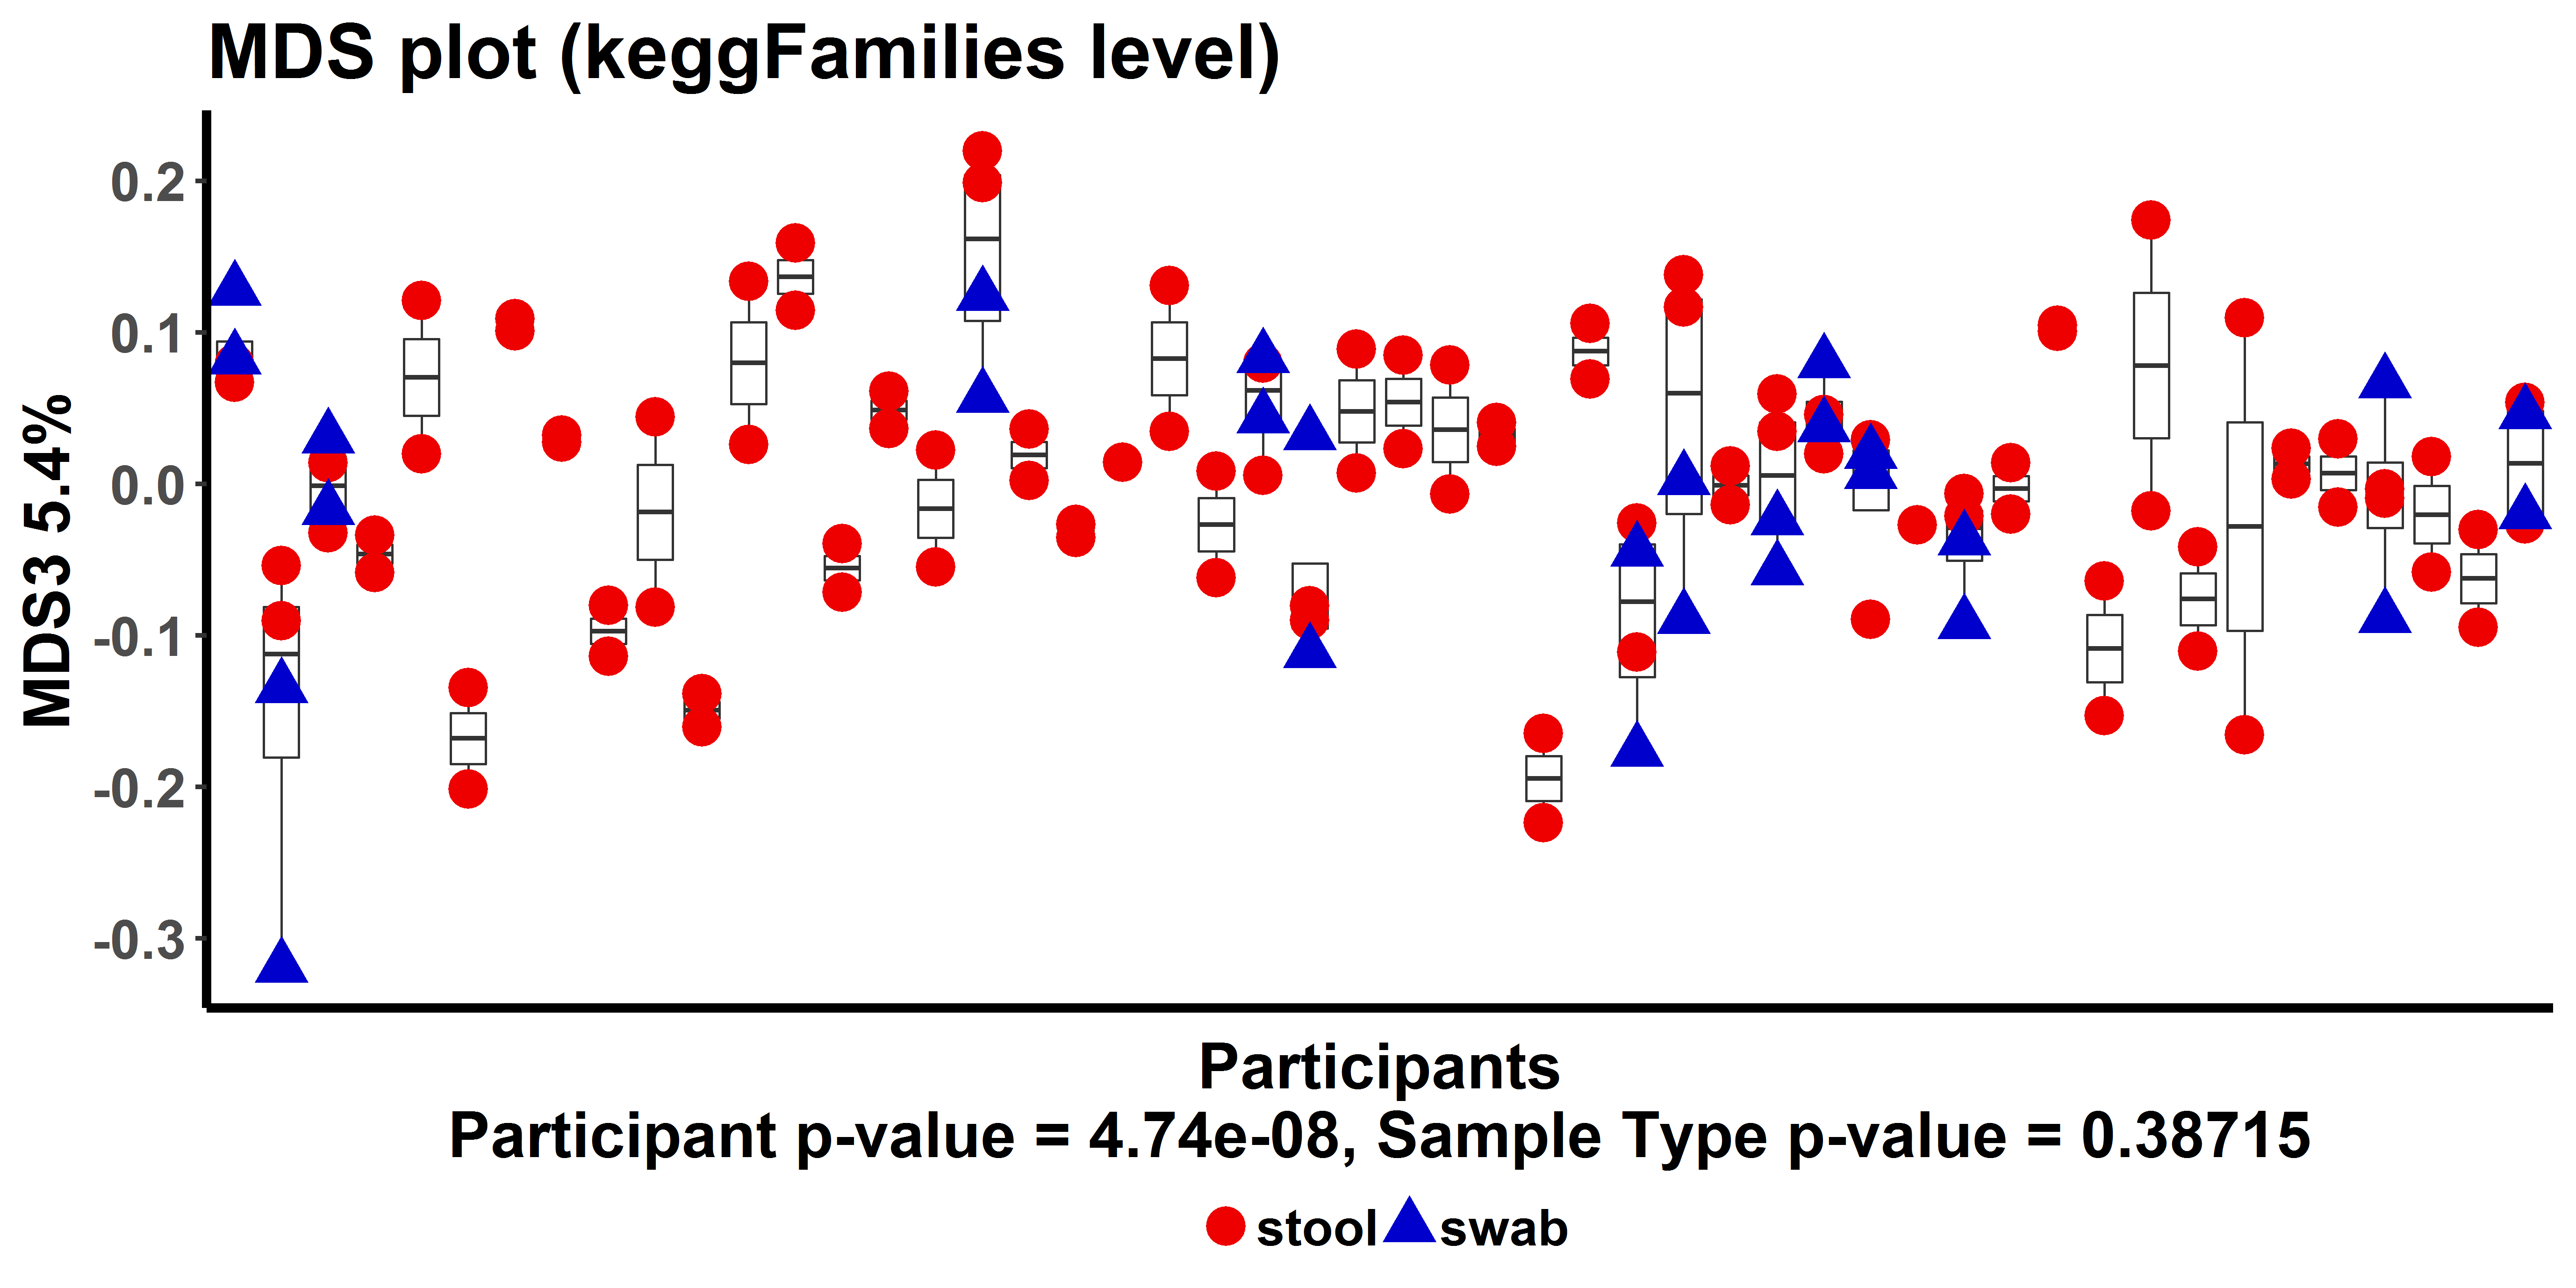 MDS plot (keggFamilies level)
MDS3 5.4%
0.2
0.1
0.0
-0.1
-0.2
-0.3
Participants
Participant p-value = 4.74e-08, Sample Type p-value = 0.38715
stool swab